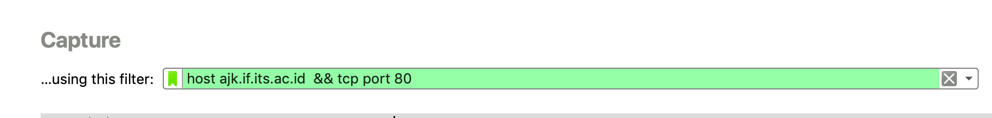 Capture
...using this filter: host ajk.if.its.ac.id  && tcp port 80